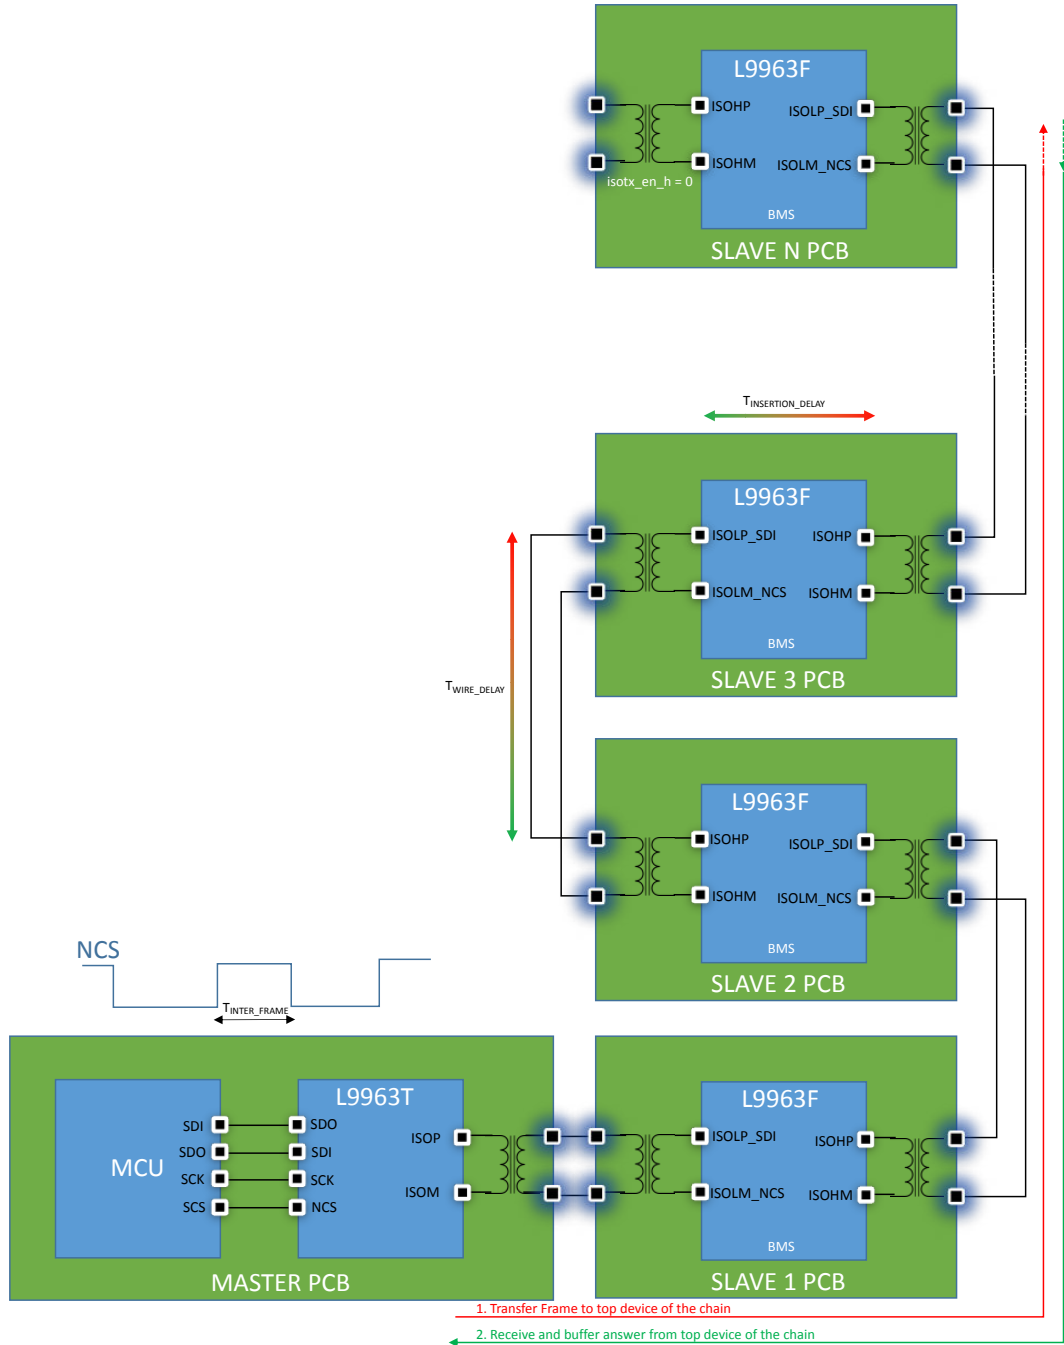 L9963F
ISOHP
ISOLP_SDI
ISOHM
ISOLM_NCS
isotx_en_h = 0
BMS
SLAVE N PCB
TINSERTION_DELAY
L9963F
ISOLP_SDI
ISOHP
ISOLM_NCS
ISOHM
BMS
SLAVE 3 PCB
TWIRE_DELAY
L9963F
ISOHP
ISOLP_SDI
ISOHM
ISOLM_NCS
BMS
SLAVE 2 PCB
NCS
TINTER_FRAME
MCU
SDI
SDO
SCK
SCS
L9963T
SDO
SDI
SCK
NCS
ISOP
ISOM
MASTER PCB
L9963F
ISOLP_SDI
ISOHP
ISOLM_NCS
ISOHM
BMS
SLAVE 1 PCB
1. Transfer Frame to top device of the chain
2. Receive and buffer answer from top device of the chain